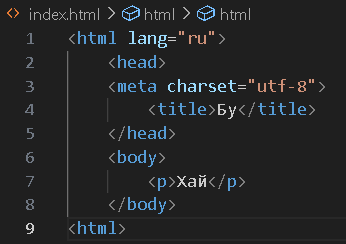 index.html > html > html
1 <html lang="ru">
2 <head>
3 <meta charset="utf-8">
4 <title>Бу</title>
5 </head>
6 <body>
7 <p>Хай</p>
8 </body>
9 <html>